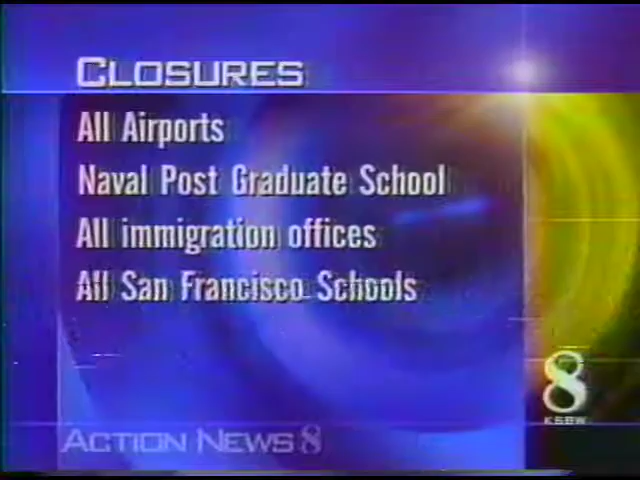 CLOSURES
All Airports
Naval Post Graduate School
All immigration offices
All San Francisco Schools
8
KSBW
ACTION NEWS 8